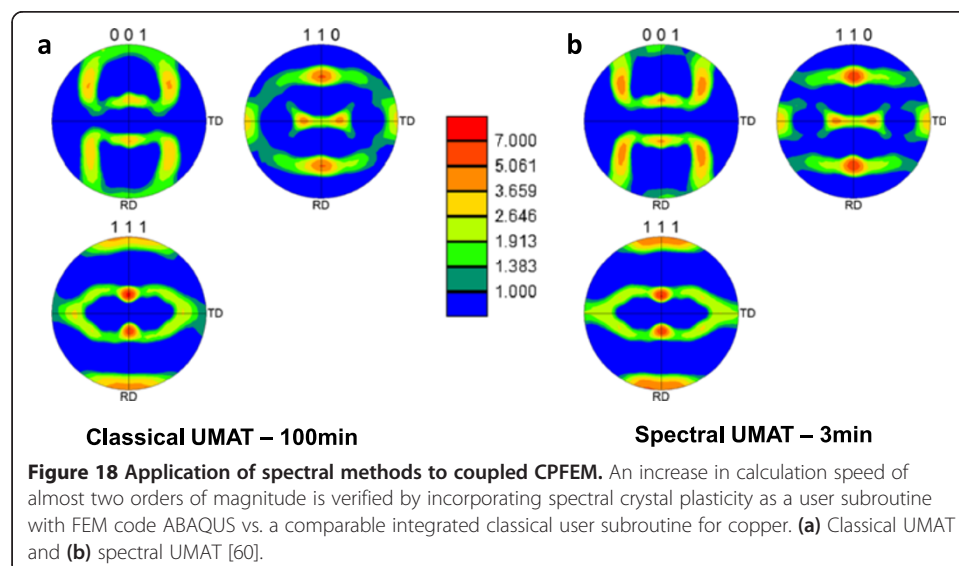 a
0 0 1
1 1 0
TD
TD
RD
RD
1 1 1
TD
RD
7.000
5.061
3.659
2.646
1.913
1.383
1.000
b
0 0 1
1 1 0
TD
TD
RD
RD
1 1 1
TD
RD
Classical UMAT – 100min
Spectral UMAT – 3min
Figure 18 Application of spectral methods to coupled CPFEM. An increase in calculation speed of
almost two orders of magnitude is verified by incorporating spectral crystal plasticity as a user subroutine
with FEM code ABAQUS vs. a comparable integrated classical user subroutine for copper. (a) Classical UMAT
and (b) spectral UMAT [60].